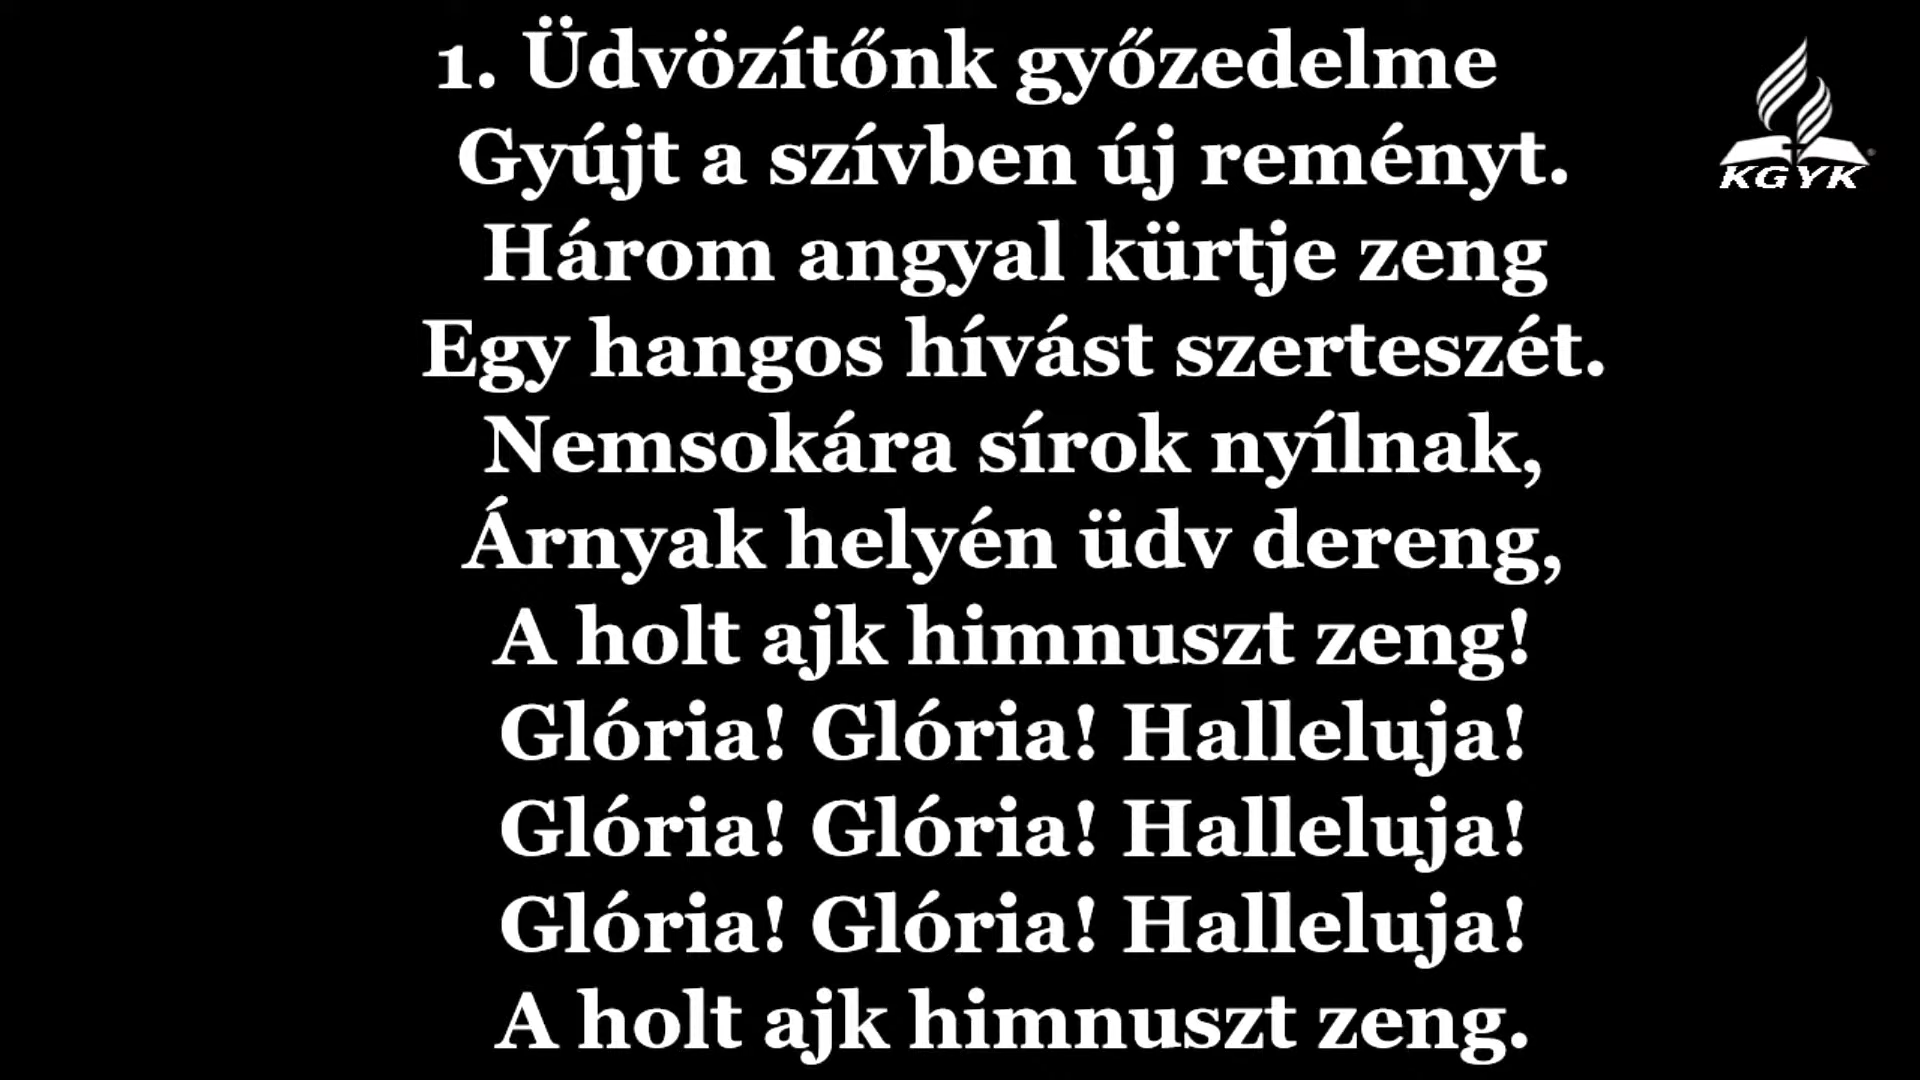 1. Üdvözítőnk győzedelme
Gyújt a szívben új reményt.
Három angyal kürtje zeng
Egy hangos hívást szerteszét.
Nemsokára sírok nyílnak,
Árnyak helyén üdv dereng,
A holt ajk himnuszt zeng!
Glória! Glória! Halleluja!
Glória! Glória! Halleluja!
Glória! Glória! Halleluja!
A holt ajk himnuszt zeng.
KGYK